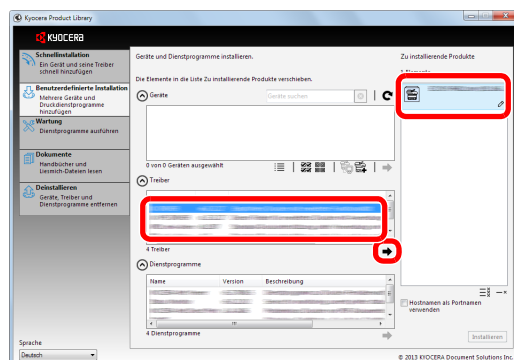 Kyocera Product Library
KYOCERA
Schnellinstallation
Ein Gerät und seine Treiber
schnell hinzufügen
Benutzerdefinierte Installation
Mehrere Geräte und
Druckdienstprogramme
hinzufügen
Wartung
Dienstprogramme ausführen
Dokumente
Handbücher und
Liesmich-Dateien lesen
Deinstallieren
Geräte, Treiber und
Dienstprogramme entfernen
Sprache
Deutsch
Geräte und Dienstprogramme installieren.
Die Elemente in die Liste Zu installierende Produkte verschieben.
Geräte
Geräte suchen
0 von 0 Geräten ausgewählt
Treiber
4 Treiber
Dienstprogramme
Name Version Beschreibung
4 Dienstprogramme
Zu installierende Produkte
Hostnamen als Portnamen
verwenden
Installieren
© 2013 KYOCERA Document Solutions Inc.